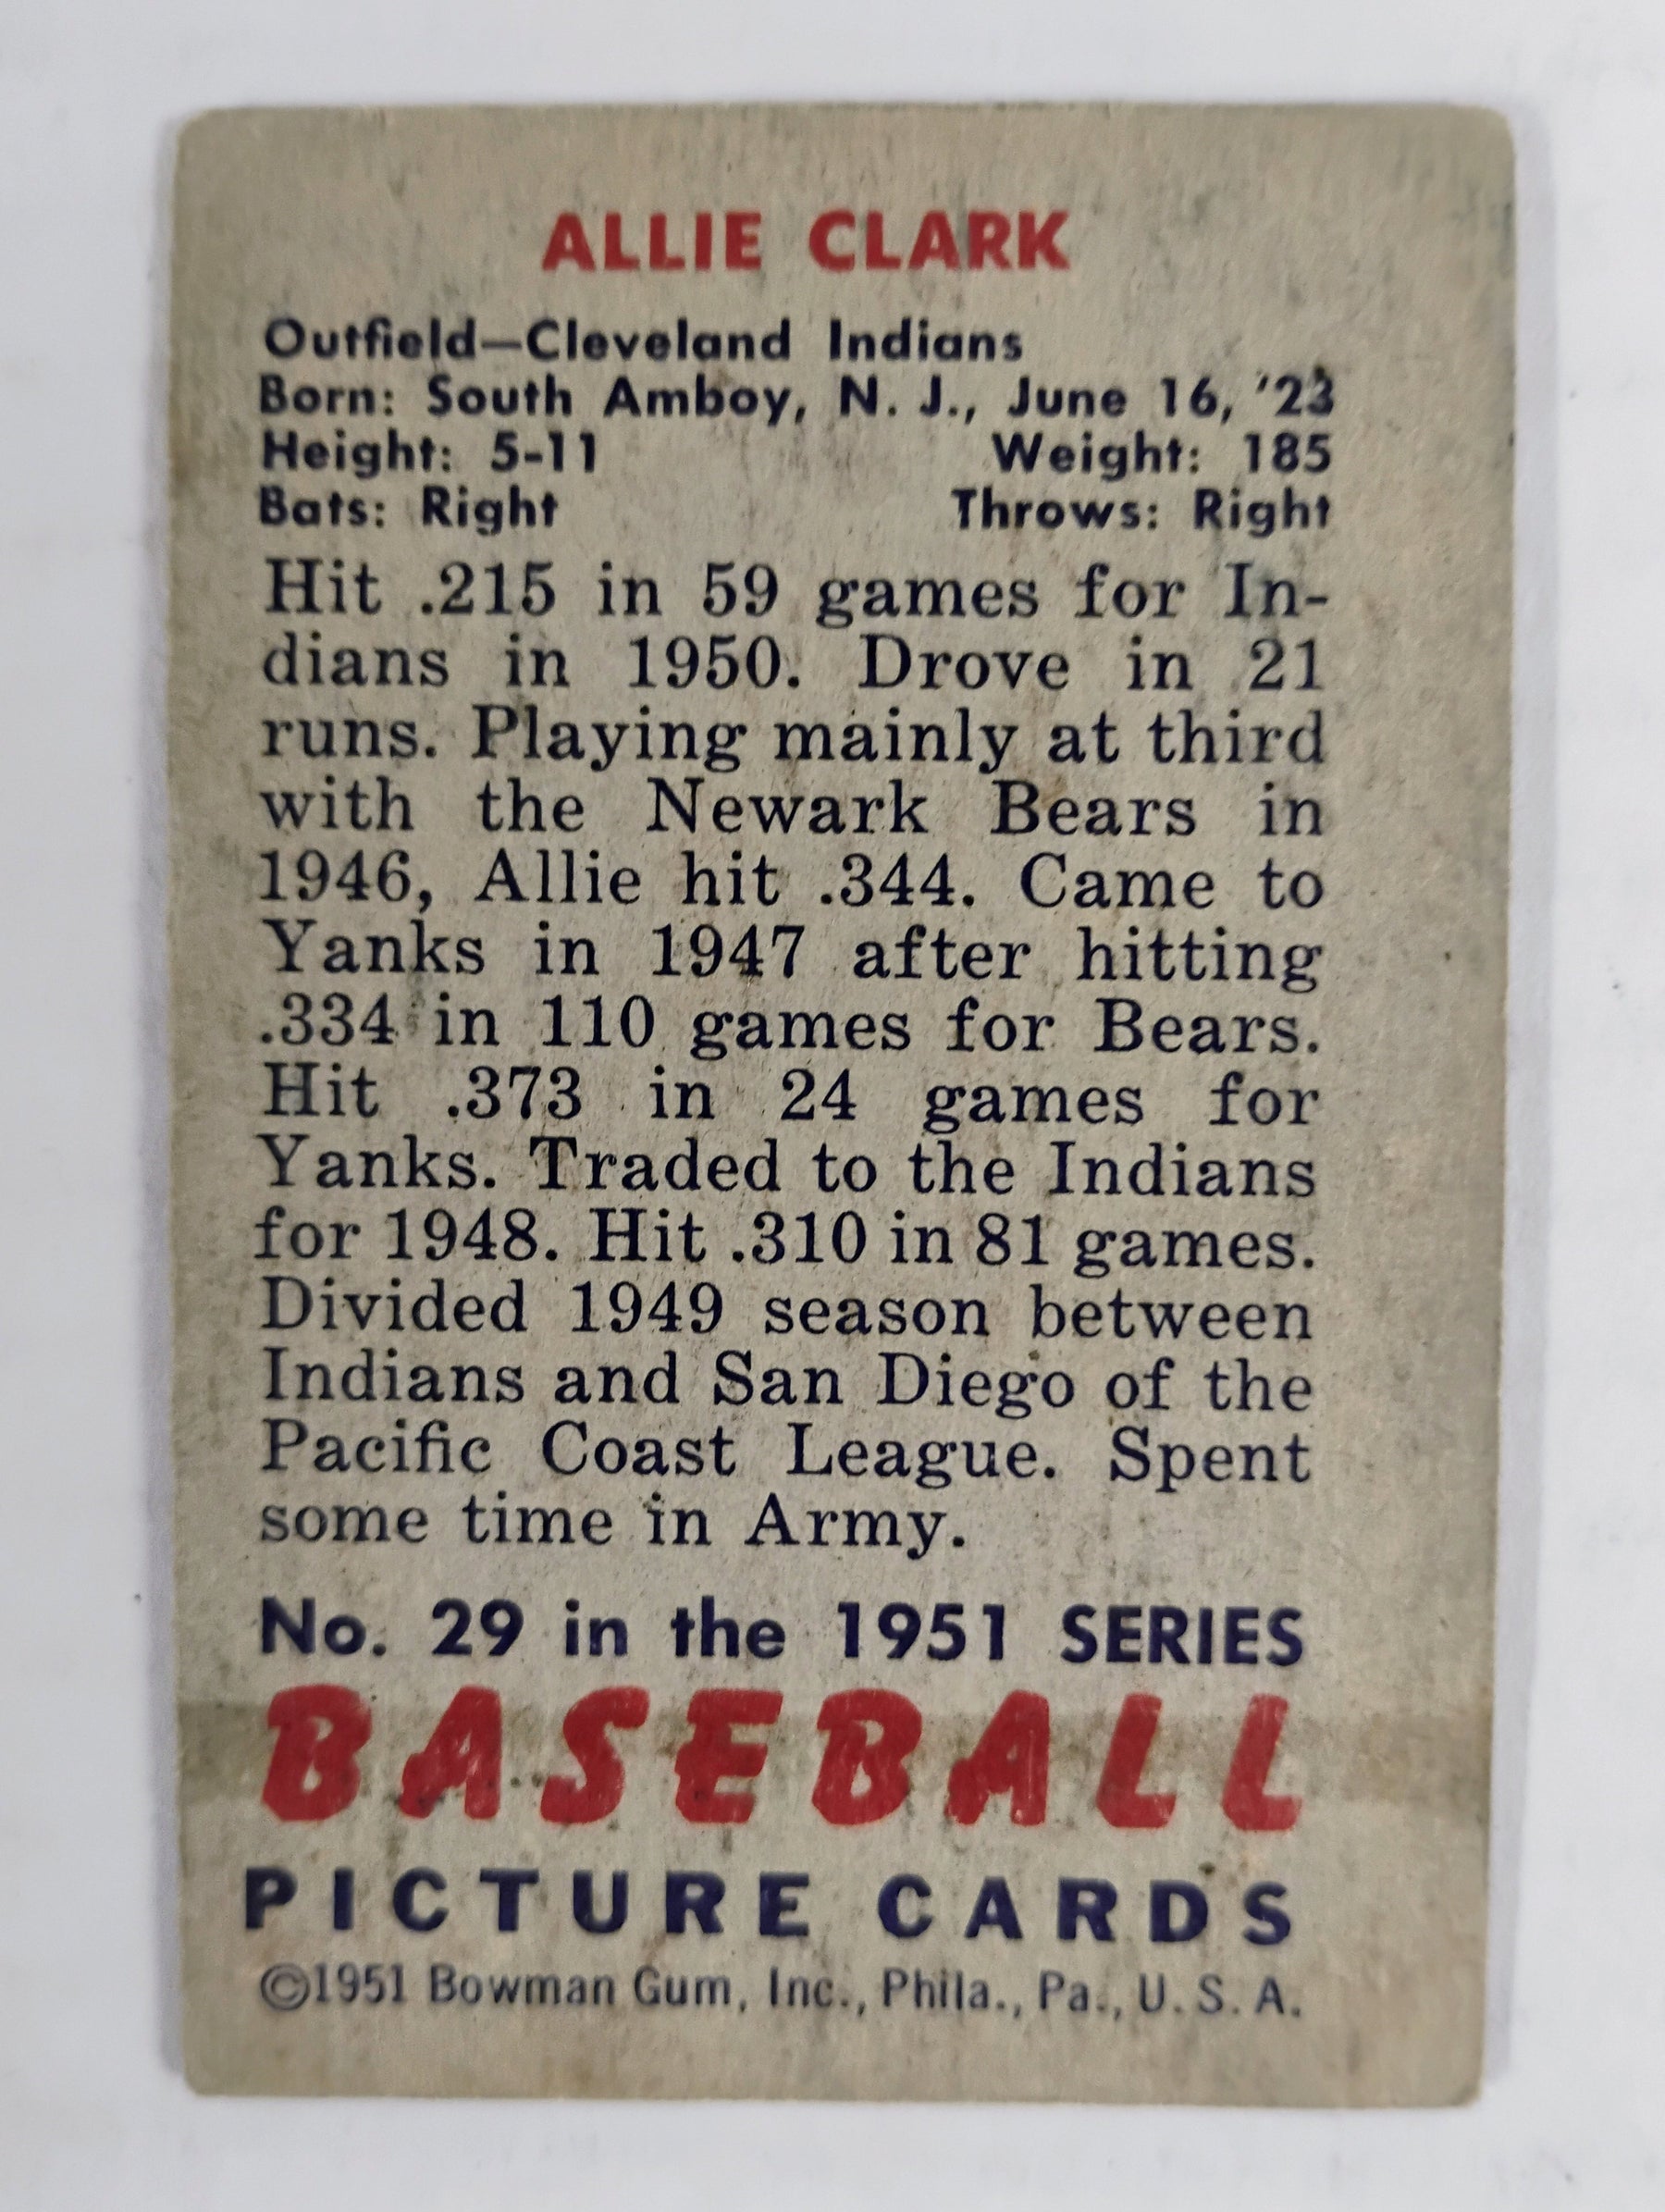 ALLIE CLARK
Outfield—Cleveland Indians
Born: South Amboy, N. J., June 16, '23
Height: 5-11 Weight: 185
Bats: Right Throws: Right
Hit .215 in 59 games for In-
dians in 1950. Drove in 21
runs. Playing mainly at third
with the Newark Bears in
1946, Allie hit .344. Came to
Yanks in 1947 after hitting
.334 in 110 games for Bears.
Hit .373 in 24 games for
Yanks. Traded to the Indians
for 1948. Hit .310 in 81 games.
Divided 1949 season between
Indians and San Diego of the
Pacific Coast League. Spent
some time in Army.
No. 29 in the 1951 SERIES
BASEBALL
PICTURE CARDS
©1951 Bowman Gum, Inc., Phila., Pa., U. S. A.